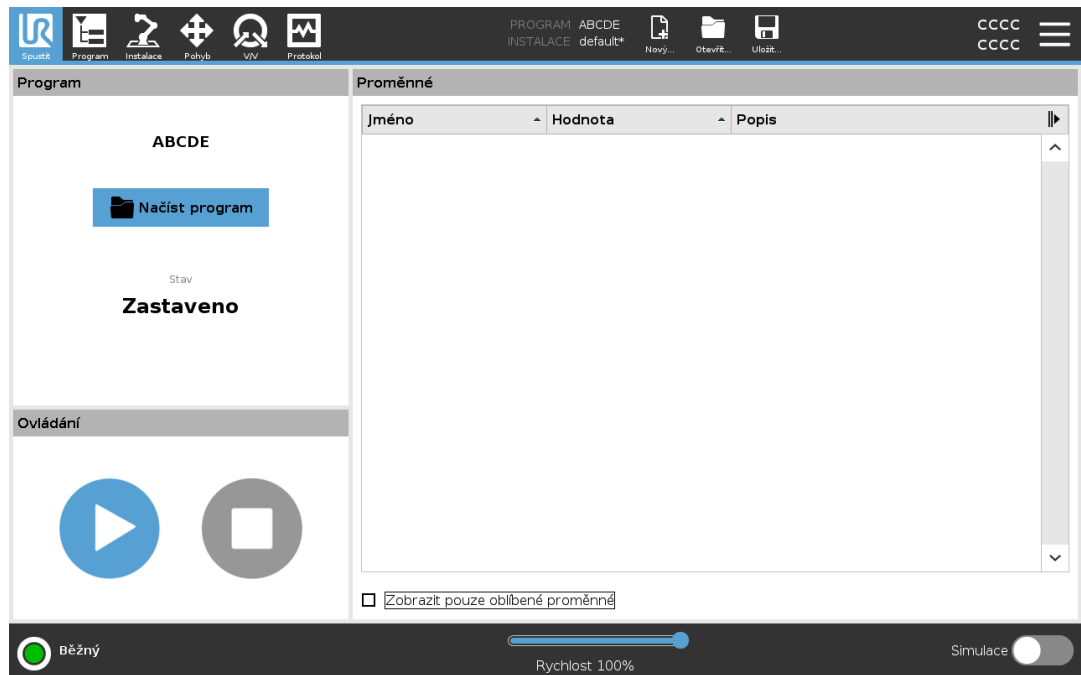 Spustit
Program
Instalace
Pohyb
V/V
Protokol
PROGRAM ABCDE
INSTALACE default*
Nový...
Otevřít...
Uložit...
CCCC
CCCC
Program
ABCDE
Načíst program
Stav
Zastaveno
Ovládání
Proměnné
Jméno Hodnota Popis
Zobrazit pouze oblíbené proměnné
Běžný
Rychlost 100%
Simulace